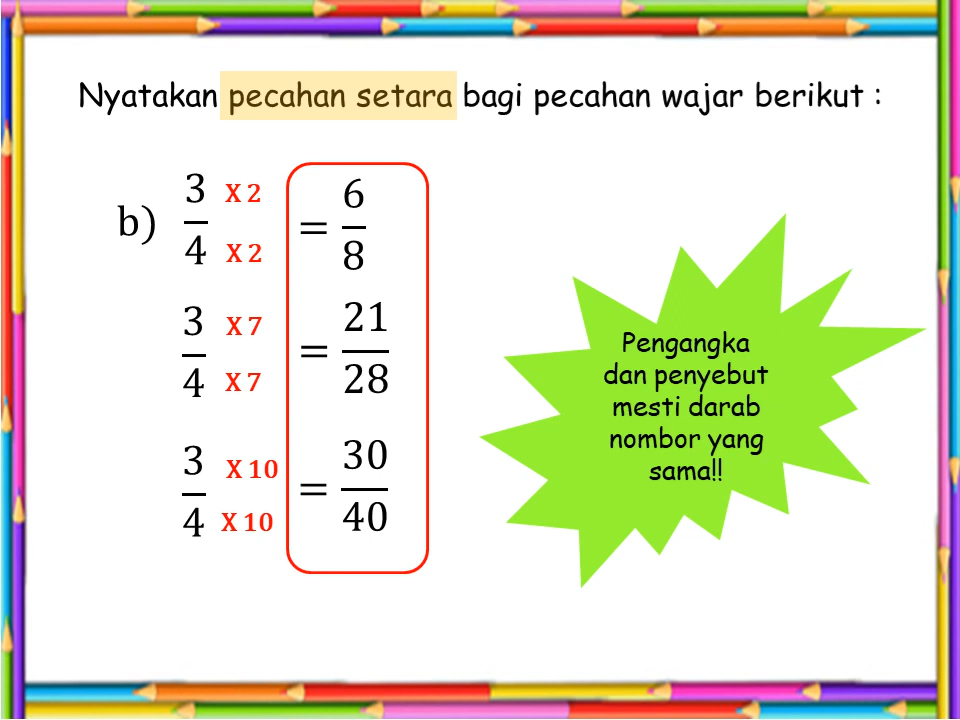 Nyatakan pecahan setara bagi pecahan wajar berikut :
b) 3/4 X 2 / X 2 = 6/8
3/4 X 7 / X 7 = 21/28
3/4 X 10 / X 10 = 30/40
Pengangka
dan penyebut
mesti darab
nombor yang
sama!!